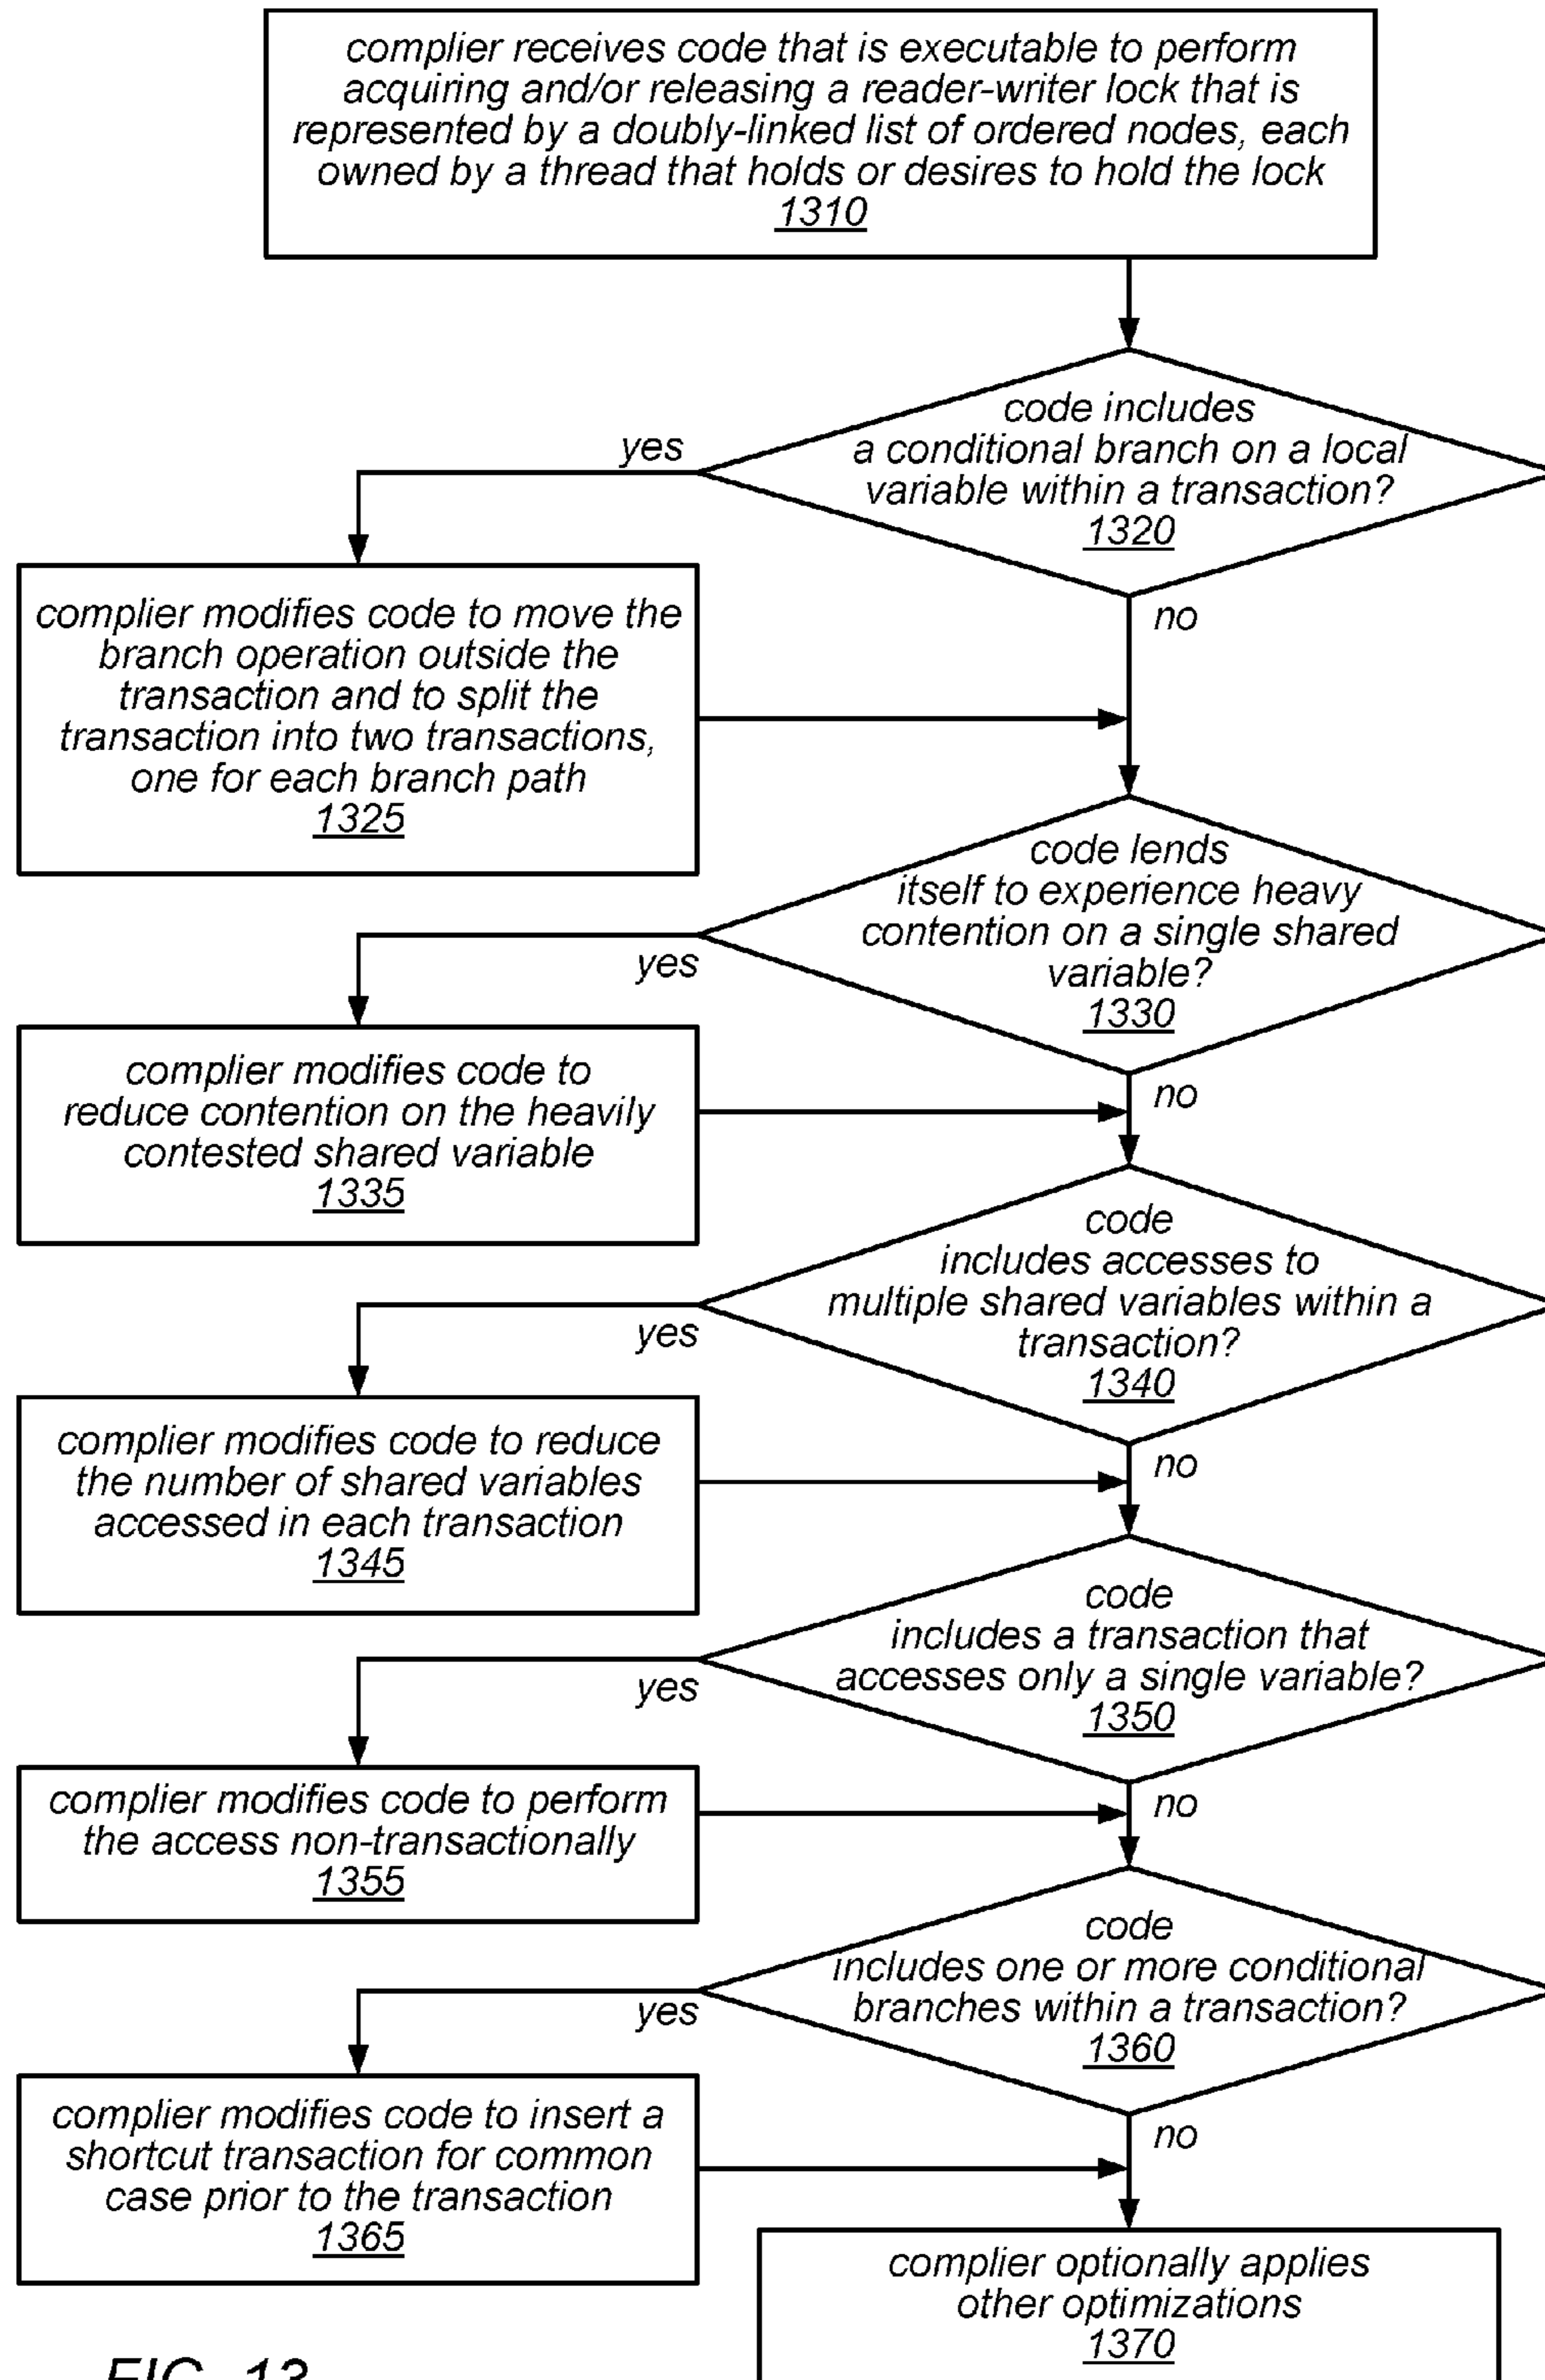 complier receives code that is executable to perform
acquiring and/or releasing a reader-writer lock that is
represented by a doubly-linked list of ordered nodes, each
owned by a thread that holds or desires to hold the lock
1310
code includes
a conditional branch on a local
variable within a transaction?
1320
yes
no
complier modifies code to move the
branch operation outside the
transaction and to split the
transaction into two transactions,
one for each branch path
1325
code lends
itself to experience heavy
contention on a single shared
variable?
1330
yes
no
complier modifies code to
reduce contention on the heavily
contested shared variable
1335
code
includes accesses to
multiple shared variables within a
transaction?
1340
yes
no
complier modifies code to reduce
the number of shared variables
accessed in each transaction
1345
code
includes a transaction that
accesses only a single variable?
1350
yes
no
complier modifies code to perform
the access non-transactionally
1355
code
includes one or more conditional
branches within a transaction?
1360
yes
no
complier modifies code to insert a
shortcut transaction for common
case prior to the transaction
1365
complier optionally applies
other optimizations
1370
FIG. 13